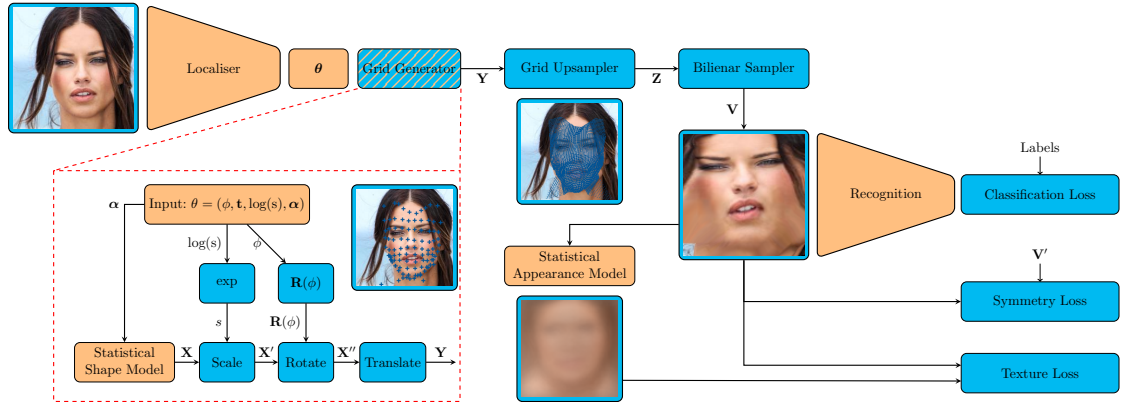 Localiser
θ
Grid Generator
Y
Grid Upsampler
Z
Bilienar Sampler
V
Labels
Recognition
Classification Loss
α
Input: θ = (ϕ, t, log(s), α)
log(s)
ϕ
exp
R(ϕ)
s
R(ϕ)
Statistical
Shape Model
X
Scale
X′
Rotate
X′′
Translate
Y
Statistical
Appearance Model
V′
Symmetry Loss
Texture Loss